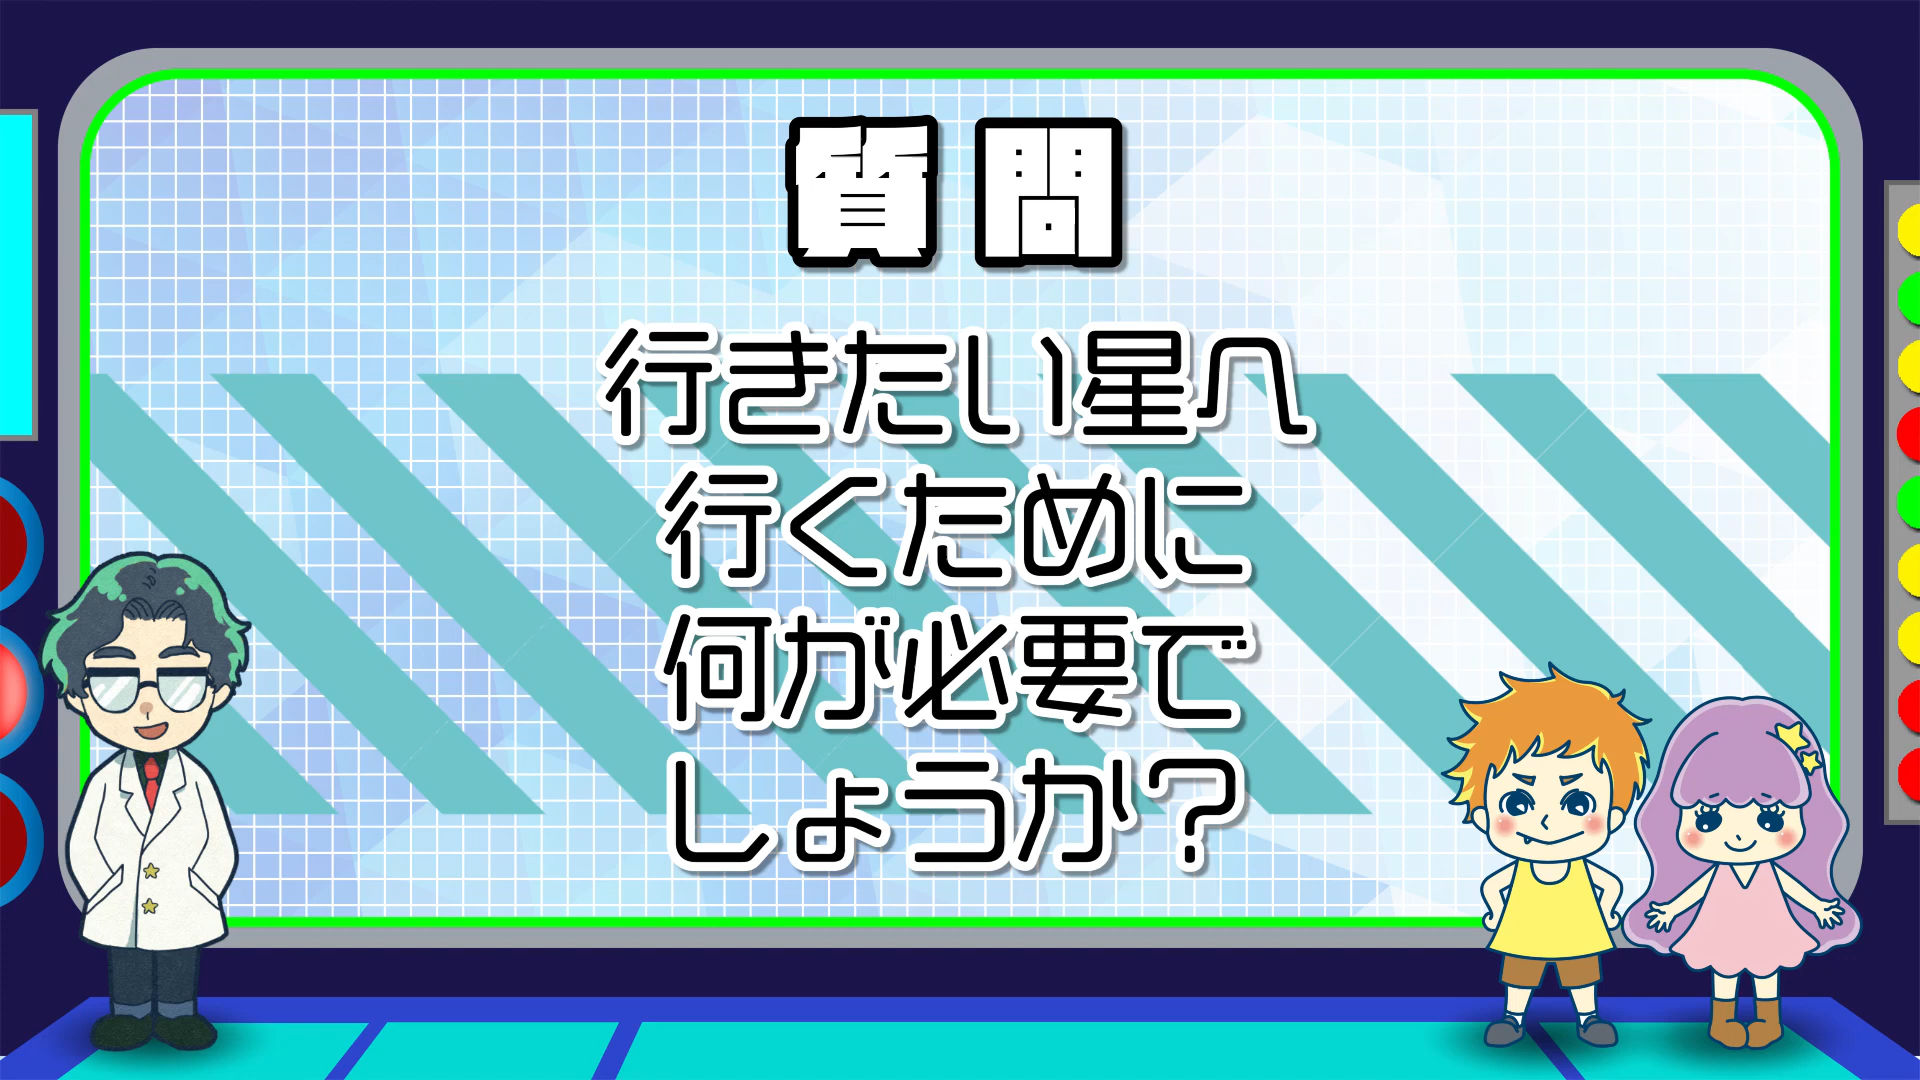 質問
行きたい星へ
行くために
何が必要で
しょうか？